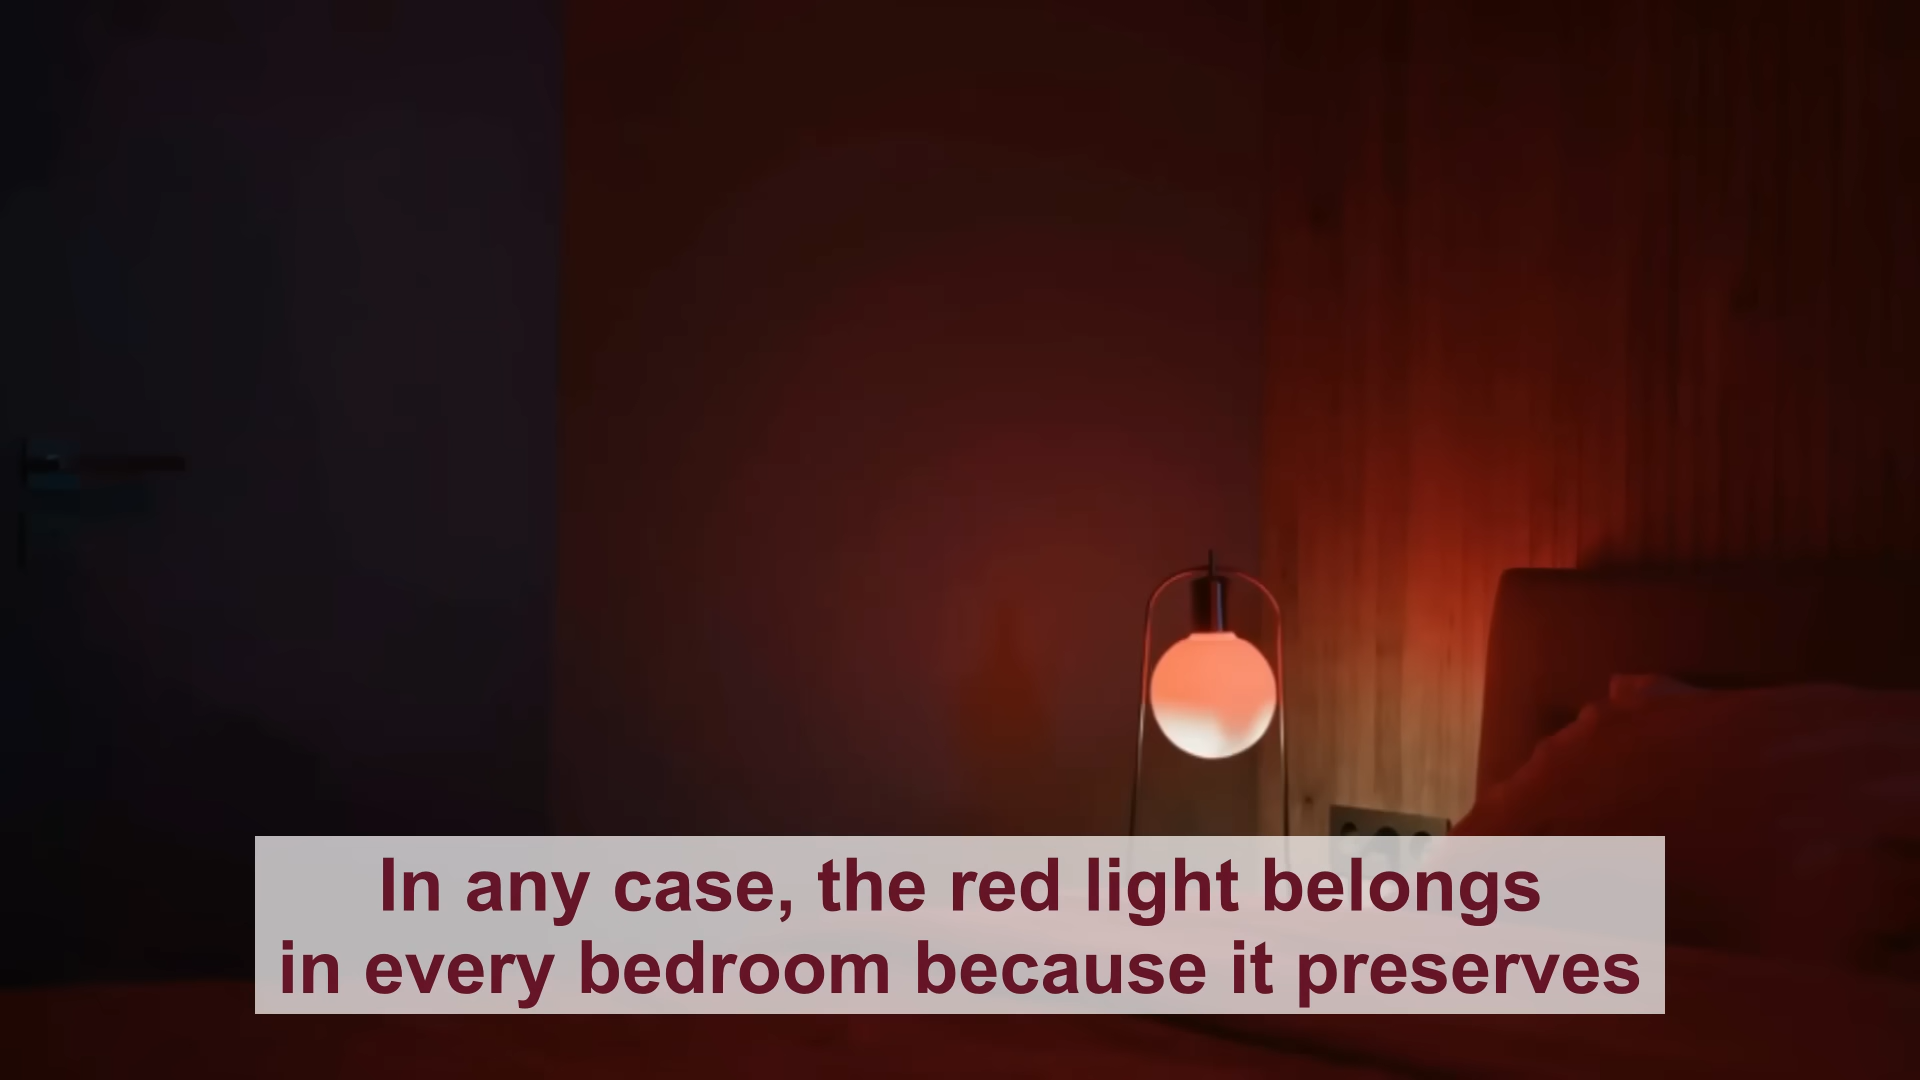 In any case, the red light belongs
in every bedroom because it preserves